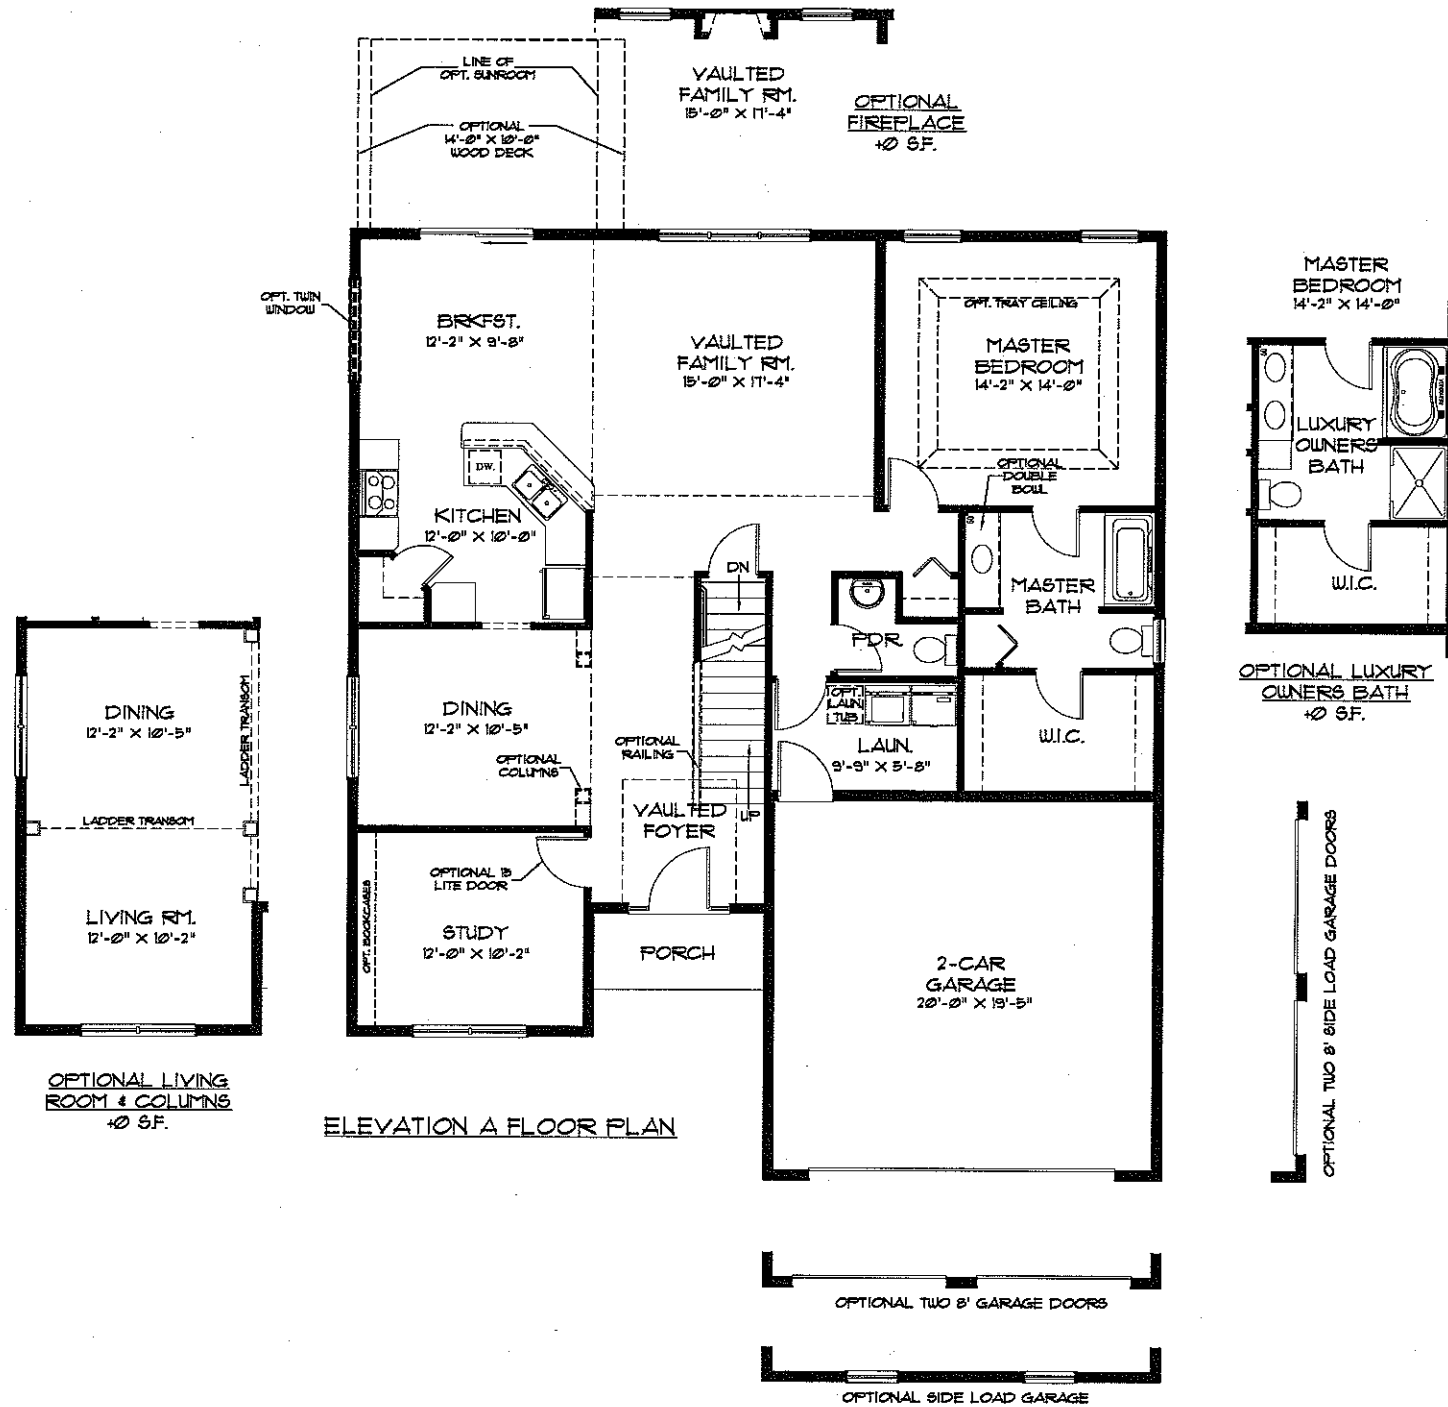 VAULTED
FAMILY RM.
15'-0" X 17'-4"
OPTIONAL
FIREPLACE
+0 S.F.
LINE OF
OPT. SUNROOM
OPTIONAL
14'-0" X 10'-0"
WOOD DECK
OPT. TWIN
WINDOW
BRKFST.
12'-2" X 9'-8"
VAULTED
FAMILY RM.
15'-0" X 17'-4"
OPT. TRAY CEILING
MASTER
BEDROOM
14'-2" X 14'-0"
MASTER
BEDROOM
14'-2" X 14'-0"
LUXURY
OWNERS
BATH
W.I.C.
OPTIONAL LUXURY
OWNERS BATH
+0 S.F.
DW.
KITCHEN
12'-0" X 10'-0"
OPTIONAL
DOUBLE
BOWL
MASTER
BATH
DN
PDR.
OPT.
LAUN.
TUB
LAUN.
9'-9" X 5'-8"
W.I.C.
DINING
12'-2" X 10'-5"
LADDER TRANSOM
LADDER TRANSOM
LIVING RM.
12'-0" X 10'-2"
OPTIONAL LIVING
ROOM & COLUMNS
+0 S.F.
DINING
12'-2" X 10'-5"
OPTIONAL
RAILING
OPTIONAL
COLUMNS
VAULTED
FOYER
UP
OPTIONAL 15
LITE DOOR
OPT. BOOKCASES
STUDY
12'-0" X 10'-2"
PORCH
2-CAR
GARAGE
20'-0" X 19'-5"
OPTIONAL TWO 8' SIDE LOAD GARAGE DOORS
ELEVATION A FLOOR PLAN
OPTIONAL TWO 8' GARAGE DOORS
OPTIONAL SIDE LOAD GARAGE